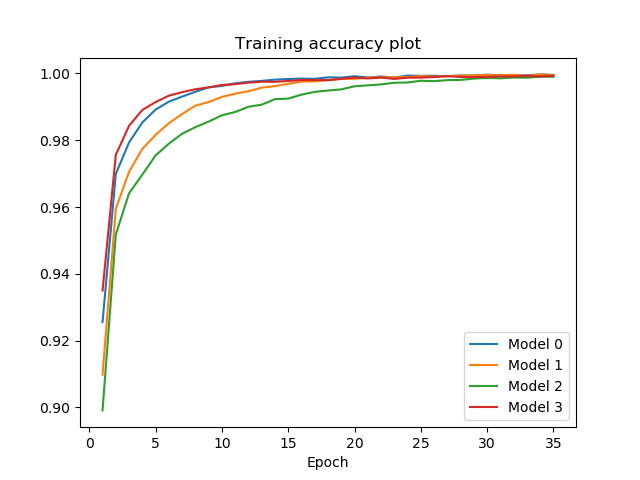 Training accuracy plot
1.00
0.98
0.96
0.94
0.92
0.90
0 5 10 15 20 25 30 35
Epoch
Model 0
Model 1
Model 2
Model 3